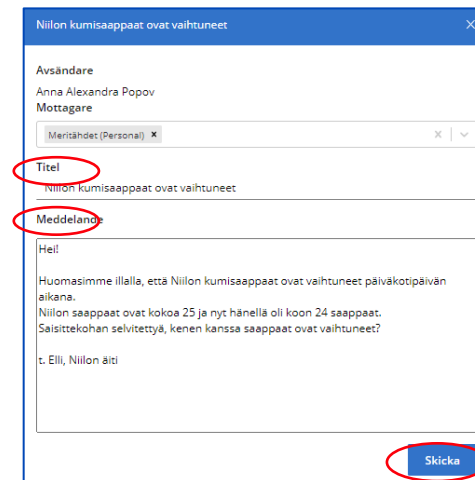 Niilon kumisaappaat ovat vaihtuneet
Avsändare
Anna Alexandra Popov
Mottagare
Meritähdet (Personal) ×
Titel
Niilon kumisaappaat ovat vaihtuneet
Meddelande
Hei!
Huomasimme illalla, että Niilon kumisaappaat ovat vaihtuneet päiväkotipäivän
aikana.
Niilon saappaat ovat kokoa 25 ja nyt hänellä oli koon 24 saappaat.
Saisittekohan selvitettyä, kenen kanssa saappaat ovat vaihtuneet?
t. Elli, Niilon äiti
Skicka